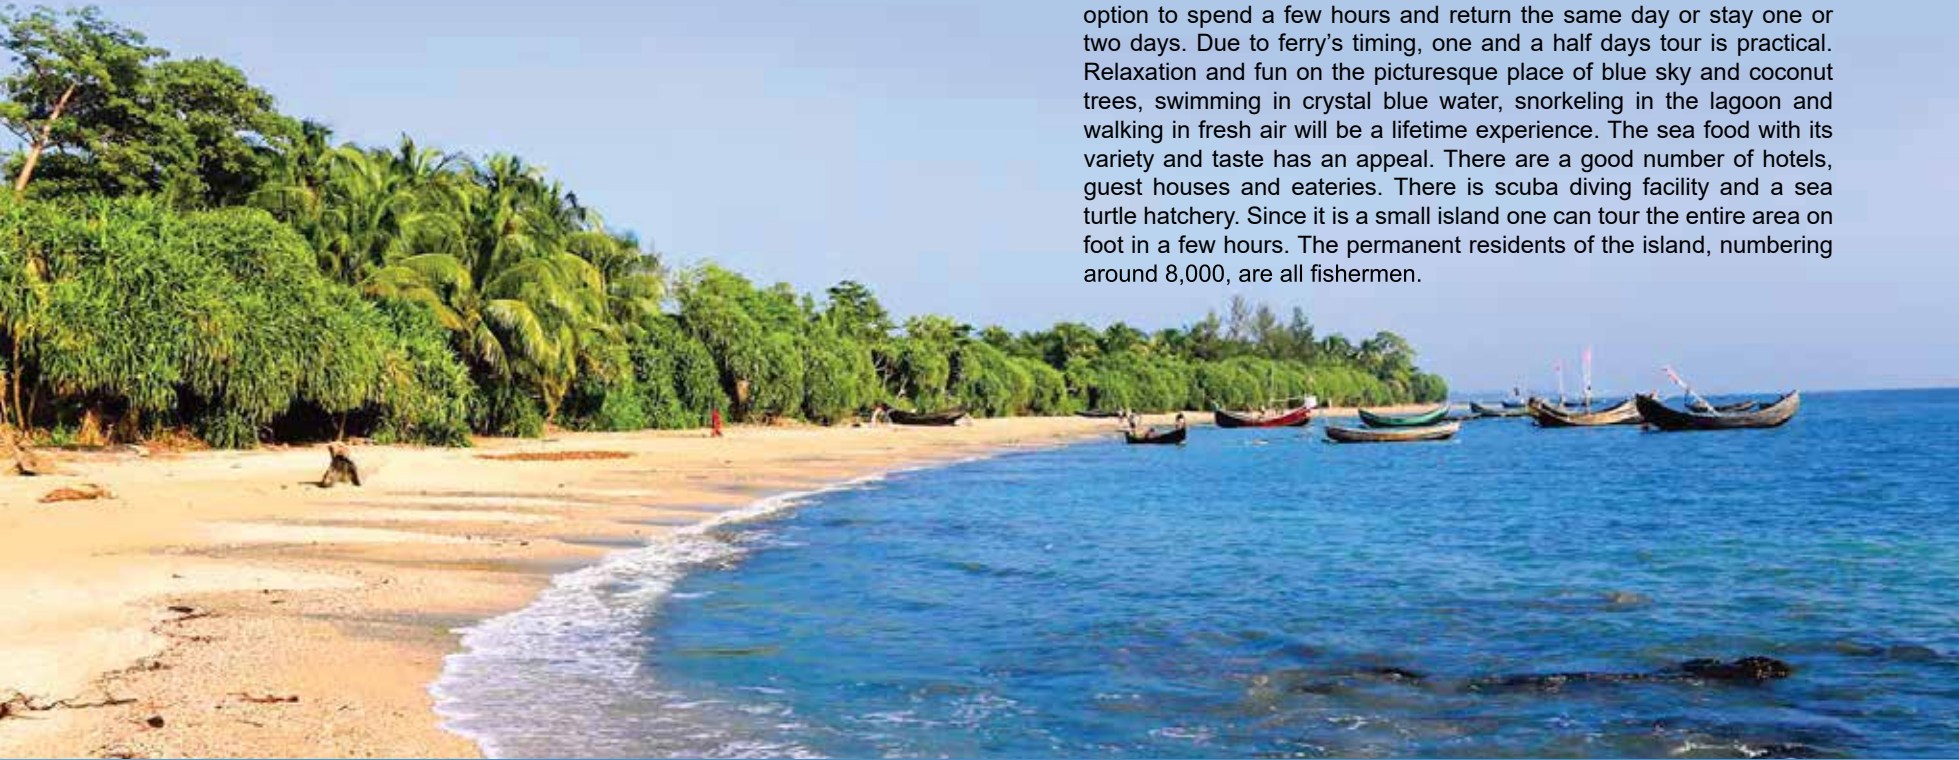 option to spend a few hours and return the same day or stay one or
two days. Due to ferry’s timing, one and a half days tour is practical.
Relaxation and fun on the picturesque place of blue sky and coconut
trees, swimming in crystal blue water, snorkeling in the lagoon and
walking in fresh air will be a lifetime experience. The sea food with its
variety and taste has an appeal. There are a good number of hotels,
guest houses and eateries. There is scuba diving facility and a sea
turtle hatchery. Since it is a small island one can tour the entire area on
foot in a few hours. The permanent residents of the island, numbering
around 8,000, are all fishermen.